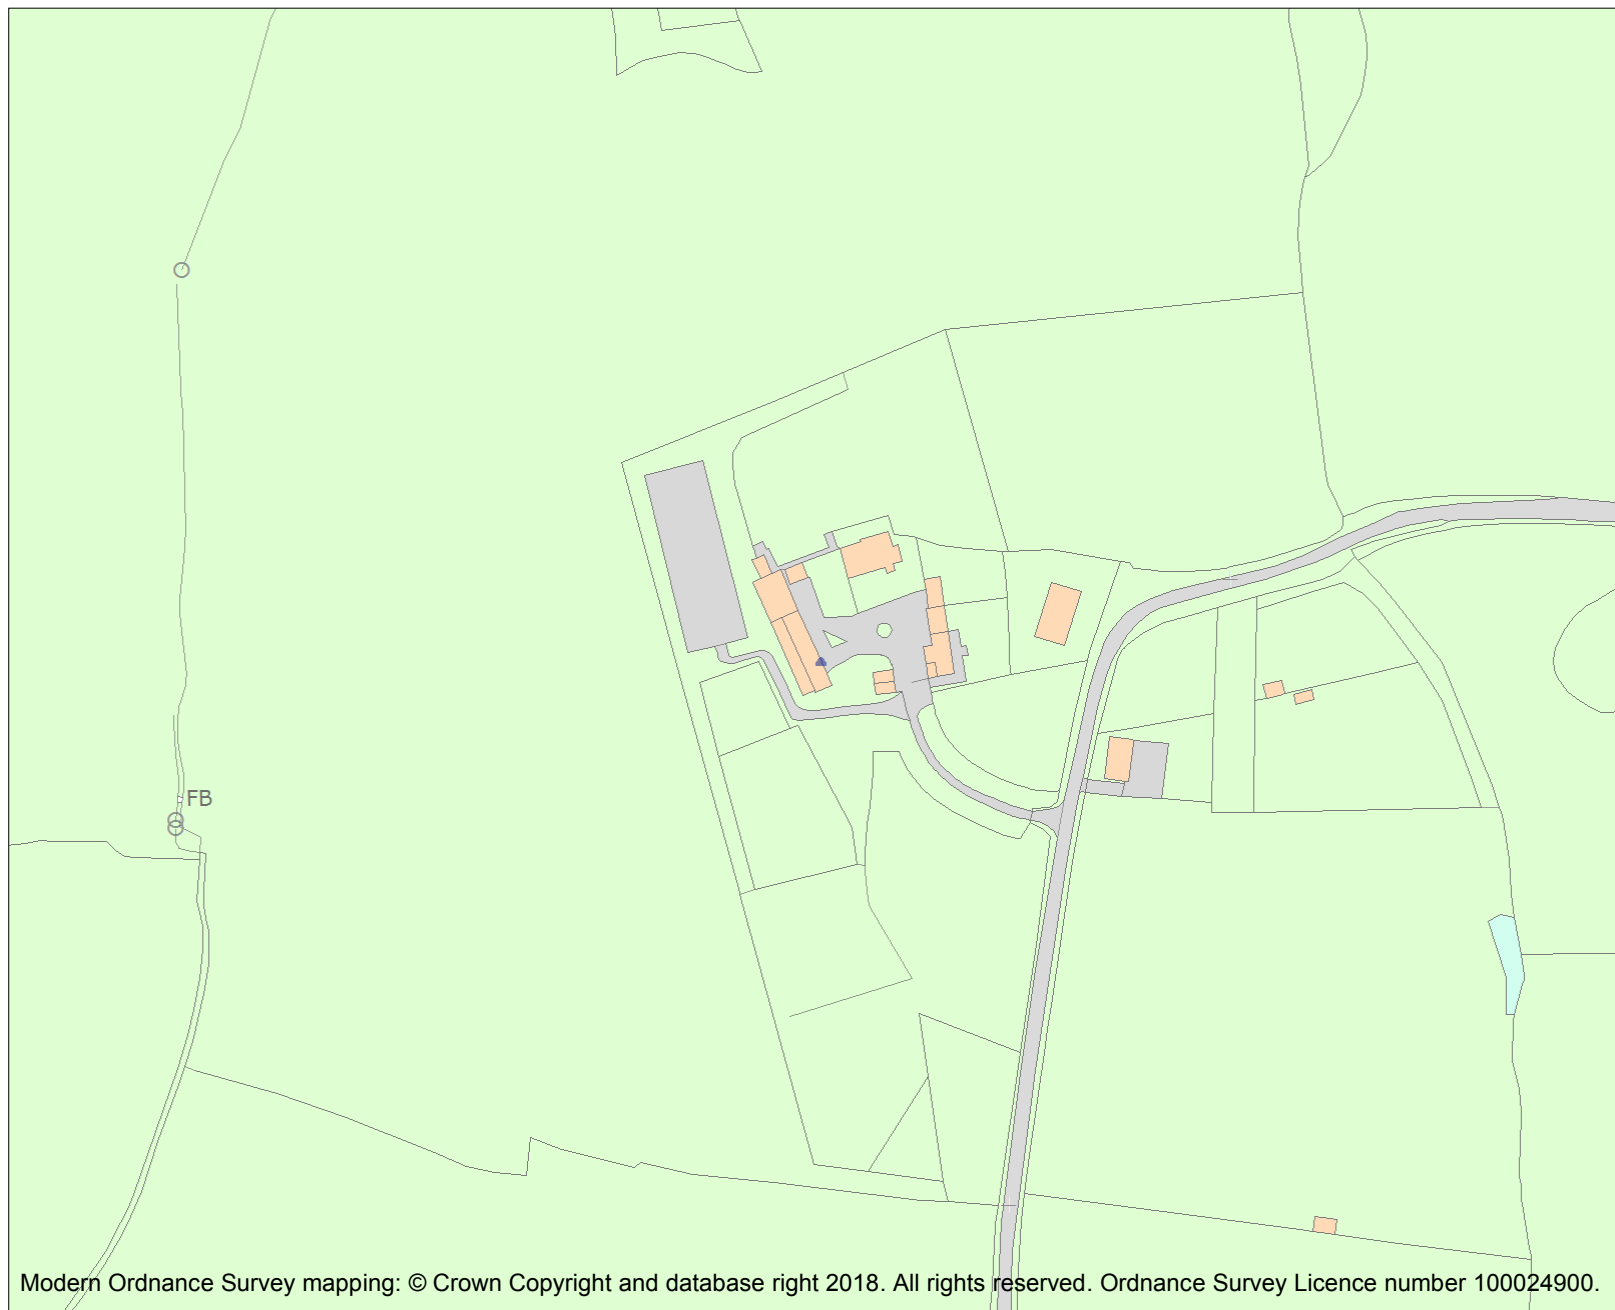 FB
Modern Ordnance Survey mapping: © Crown Copyright and database right 2018. All rights reserved. Ordnance Survey Licence number 100024900.